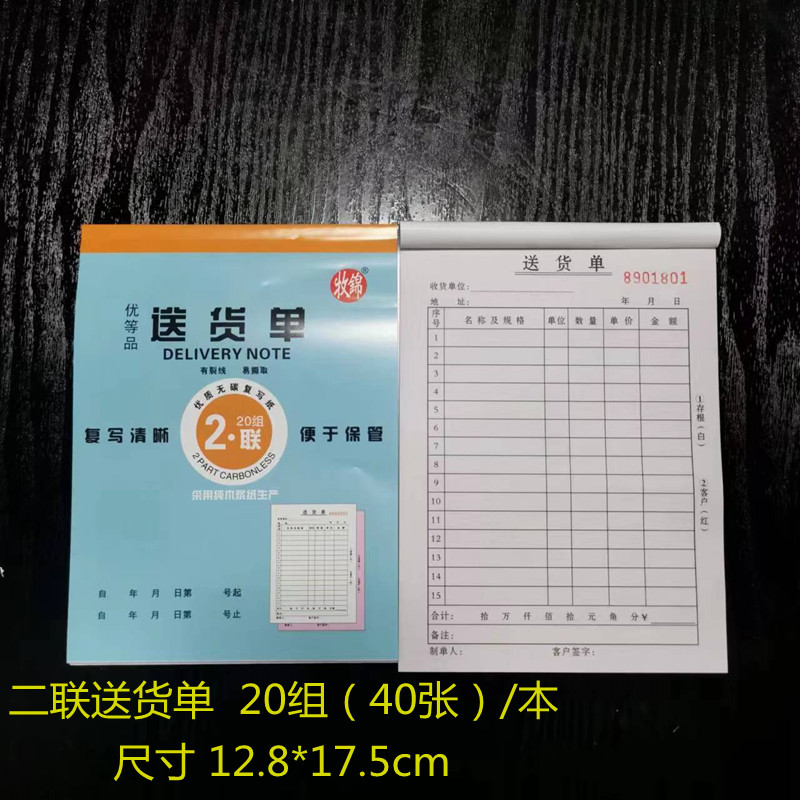 牧錦®
优等品
送货单
DELIVERY NOTE
有裂线 易撕取
优质无碳复写纸
20组
2·联
2 PART CARBONLESS
复写清晰
便于保管
采用纯木浆纸生产
送货单
自 年 月 日第 号起
自 年 月 日第 号止
送货单
8901801
收货单位:
地 址: 年 月 日
序号 名称及规格 单位 数量 单价 金额
1
2
3
4
5
6
7
8
9
10
11
12
13
14
15
①存根(白)
②客户(红)
合计: 拾 万 仟 佰 拾 元 角 分¥
备注:
制单人: 客户签字:
二联送货单 20组(40张)/本
尺寸 12.8*17.5cm